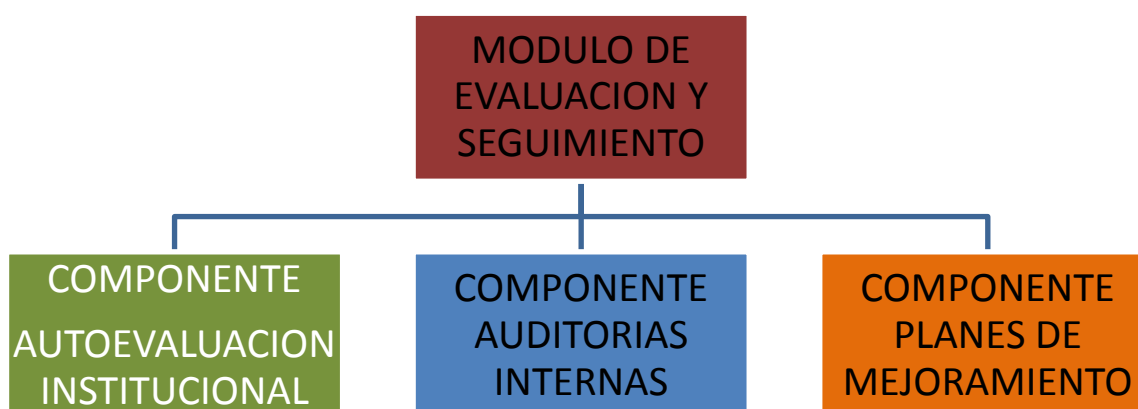 MODULO DE
EVALUACION Y
SEGUIMIENTO
COMPONENTE
AUTOEVALUACION
INSTITUCIONAL
COMPONENTE
AUDITORIAS
INTERNAS
COMPONENTE
PLANES DE
MEJORAMIENTO